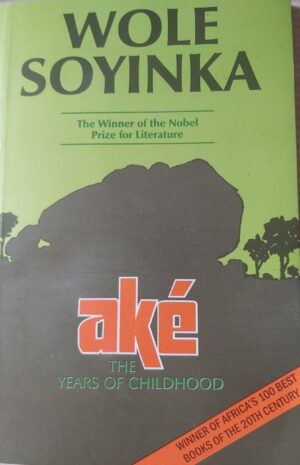 WOLE
SOYINKA
The Winner of the Nobel
Prize for Literature
aké
THE
YEARS OF CHILDHOOD
WINNER OF AFRICA'S 100 BEST
BOOKS OF THE 20TH CENTURY